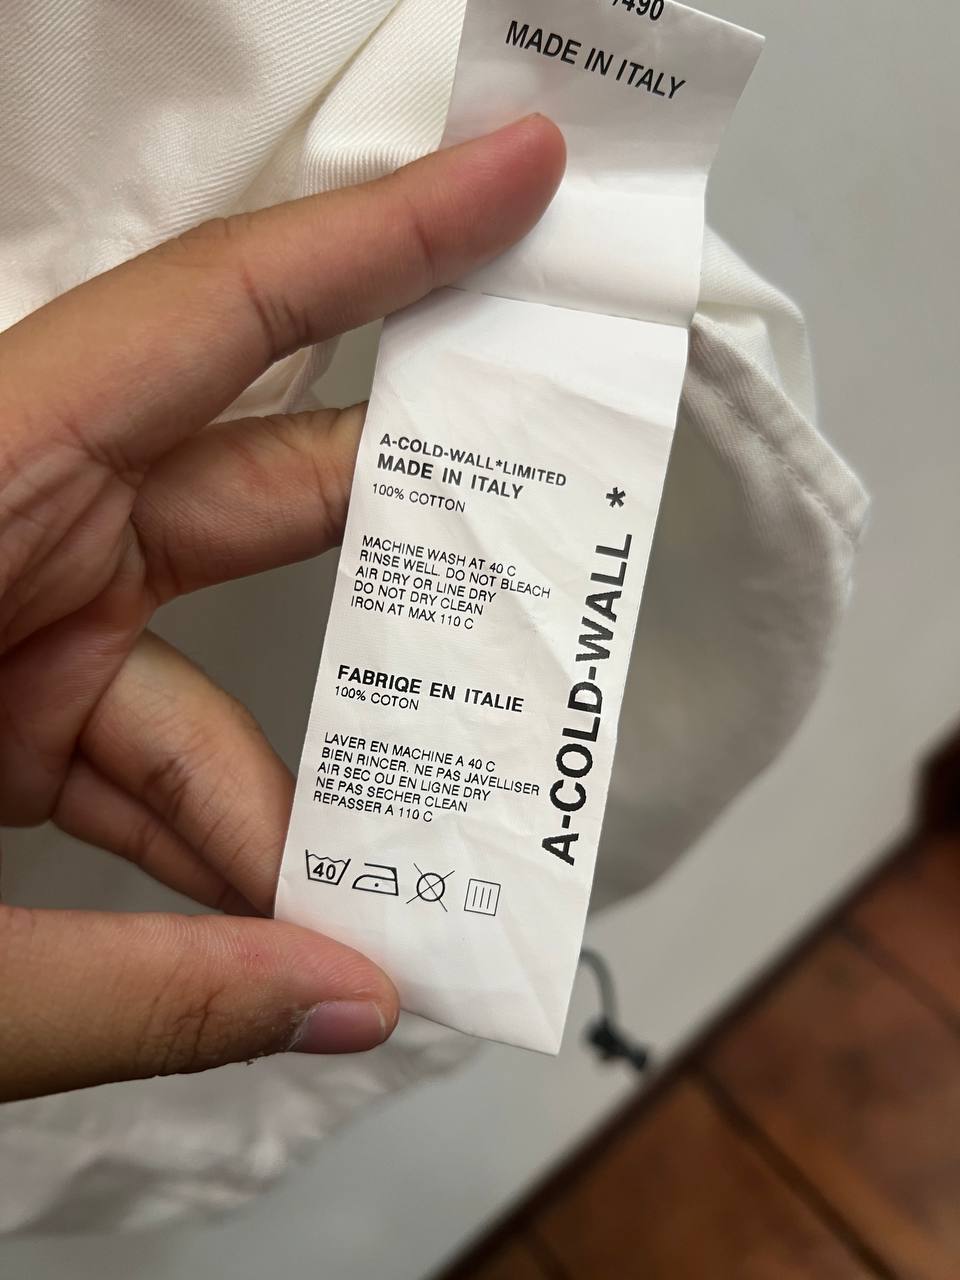 /490
MADE IN ITALY
A-COLD-WALL*LIMITED
MADE IN ITALY
100% COTTON
MACHINE WASH AT 40 C
RINSE WELL. DO NOT BLEACH
AIR DRY OR LINE DRY
DO NOT DRY CLEAN
IRON AT MAX 110 C
FABRIQE EN ITALIE
100% COTON
LAVER EN MACHINE A 40 C
BIEN RINCER. NE PAS JAVELLISER
AIR SEC OU EN LIGNE DRY
NE PAS SECHER CLEAN
REPASSER A 110 C
40
A-COLD-WALL *